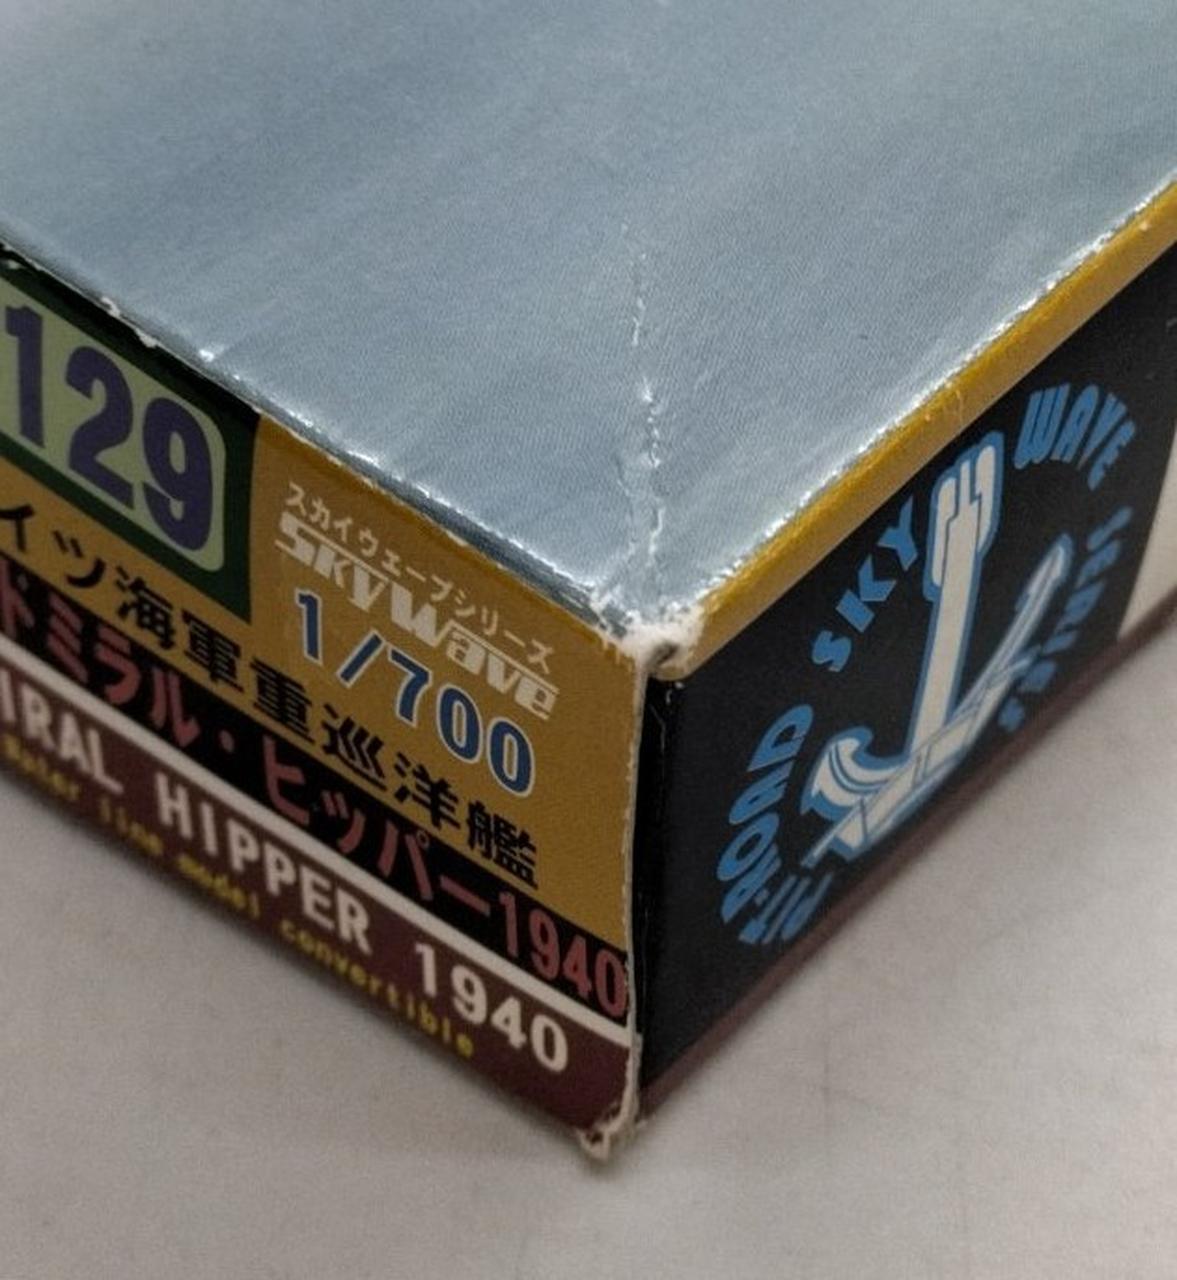 129
スカイウェーブシリーズ
SKYWave
1/700
イツ海軍重巡洋艦
ドミラル・ヒッパー1940
IRAL HIPPER 1940
Water line model convertible
PIT-ROAD SKY WAVE SERIES